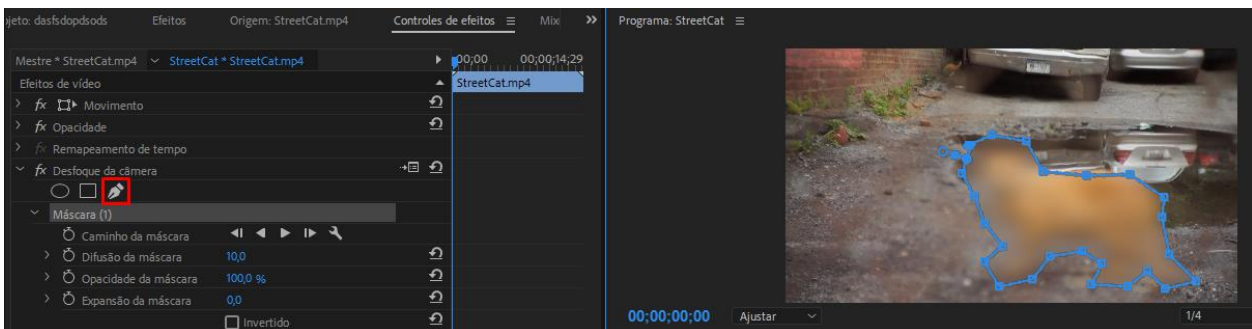 ojeto: dasfsdopdsods Efeitos Origem: StreetCat.mp4 Controles de efeitos Mix Programa: StreetCat
Mestre * StreetCat.mp4 StreetCat * StreetCat.mp4 00;00 00;00;14;29
Efeitos de vídeo StreetCat.mp4
fx Movimento
fx Opacidade
fx Remapeamento de tempo
fx Desfoque da câmera
Máscara (1)
Caminho da máscara
Difusão da máscara 10,0
Opacidade da máscara 100,0 %
Expansão da máscara 0,0
Invertido
00;00;00;00 Ajustar 1/4